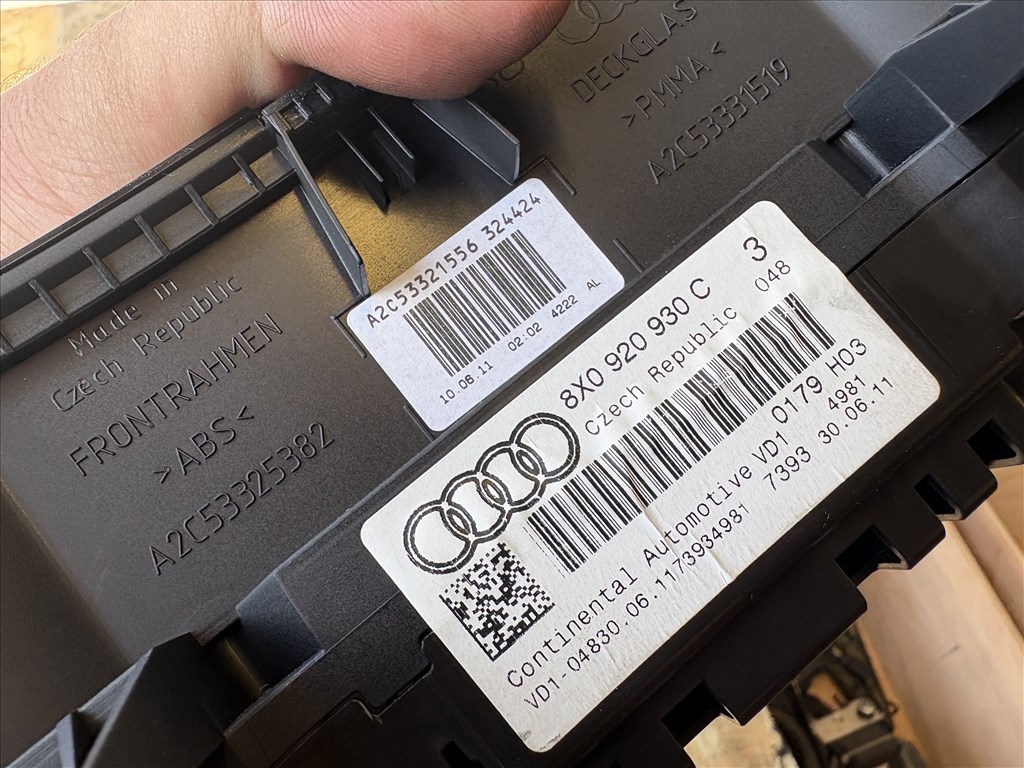 DECKGLAS
>PMMA<
A2C53331519
Made in
Czech Republic
FRONTRAHMEN
>ABS<
A2C53325382
A2C53321556 324424
10.06.11 02:02 4222 AL
8X0 920 930 C 3
Czech Republic 048
Continental Automotive VD1 0179 H03
4981
VD1-04830.06.1173934981 7393 30.06.11